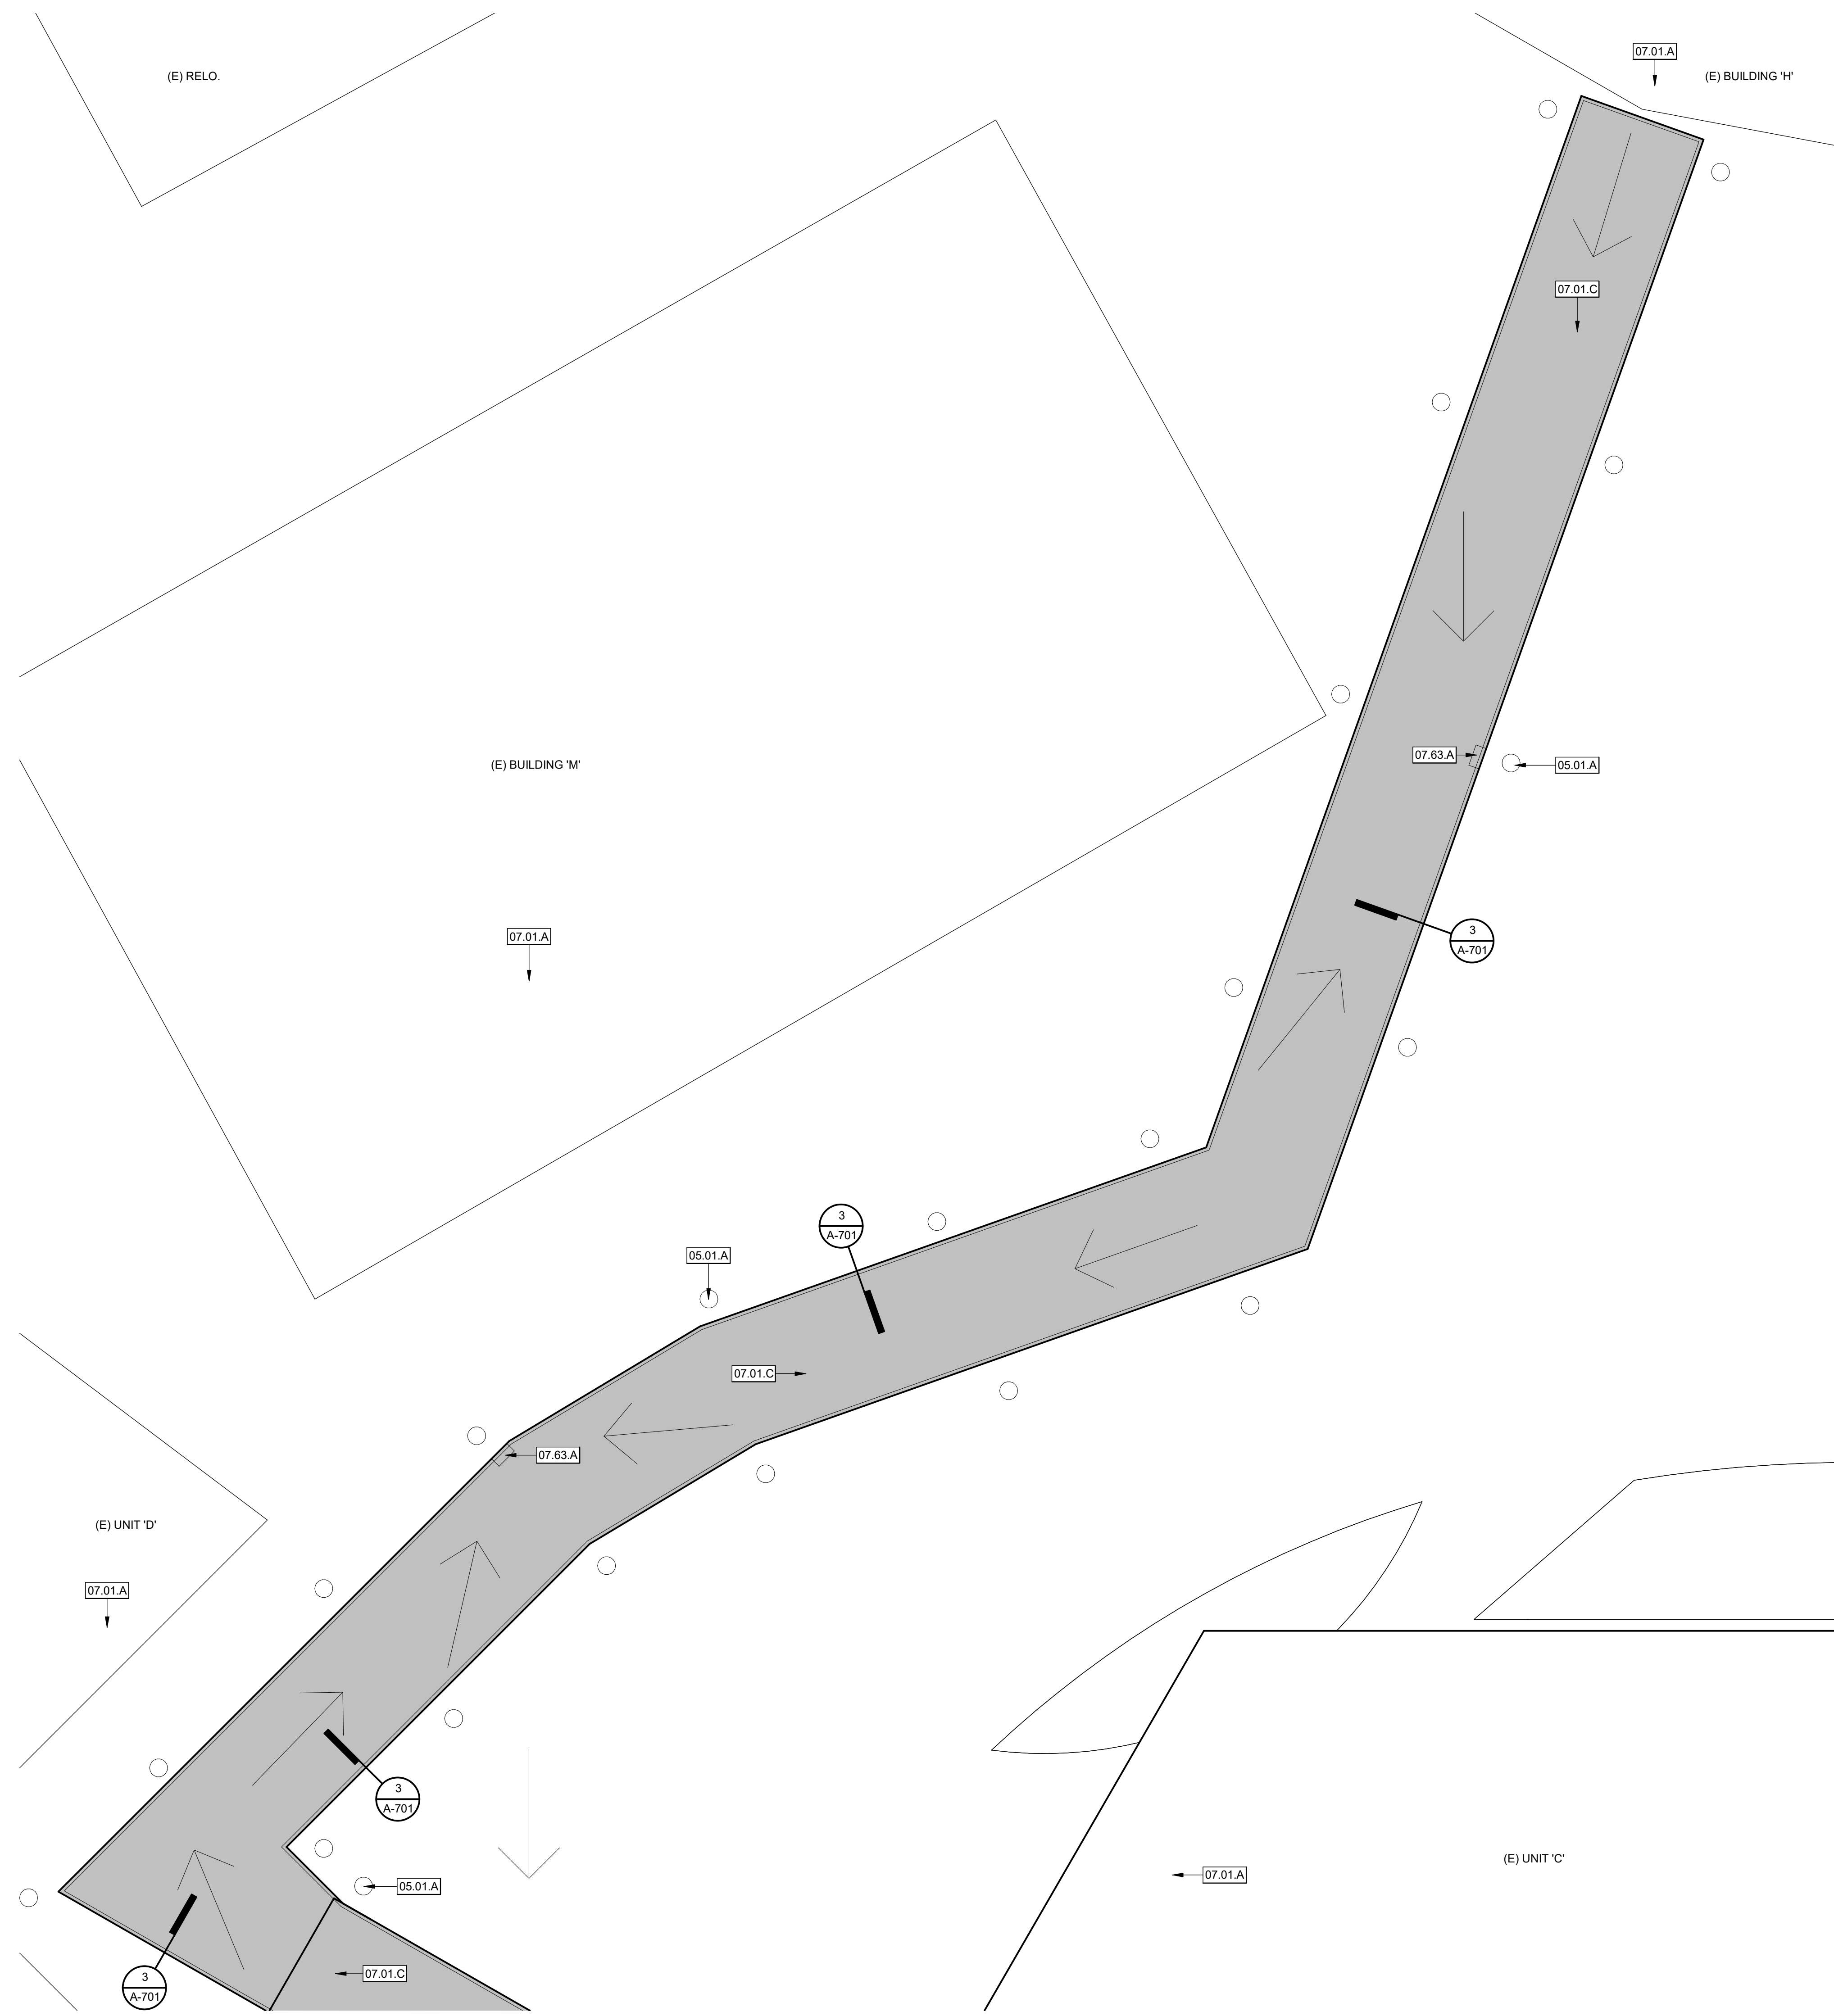 (E) RELO.
07.01.A
(E) BUILDING 'H'
07.01.C
07.63.A
05.01.A
(E) BUILDING 'M'
07.01.A
3
A-701
3
A-701
05.01.A
07.01.C
07.63.A
(E) UNIT 'D'
07.01.A
3
A-701
(E) UNIT 'C'
07.01.A
05.01.A
07.01.C
3
A-701